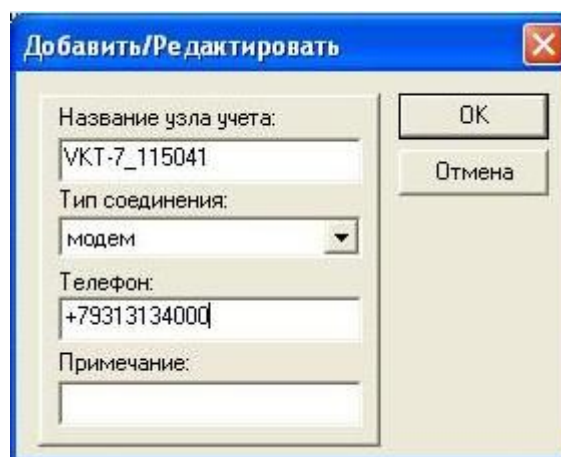 Добавить/Редактировать
Название узла учета:
VKT-7_115041
Тип соединения:
модем
Телефон:
+79313134000
Примечание:
OK
Отмена